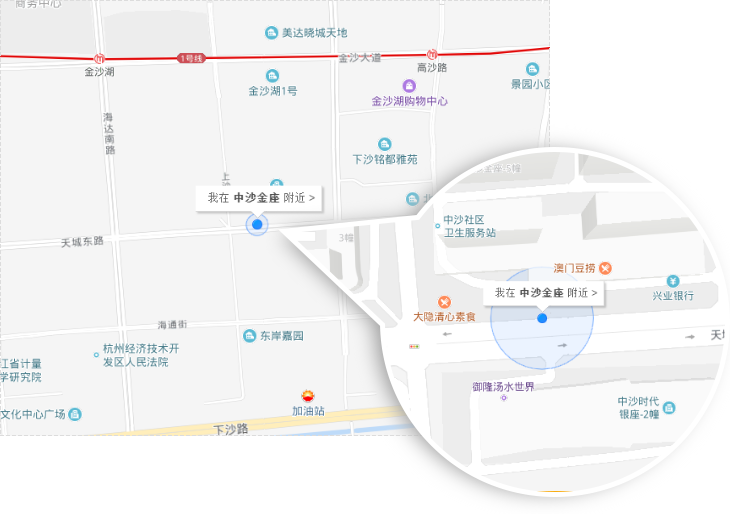 商务中心
美达晓城天地
1号线
金沙大道
金沙湖
高沙路
金沙湖1号
景园小区
金沙湖购物中心
海达南路
下沙铭都雅苑
上沙
我在 中沙金座 附近 >
北
天城东路
海通街
东岸嘉园
杭州经济技术开
发区人民法院
江省计量
学研究院
文化中心广场
加油站
下沙路
金座5幢
3幢
中沙社区
卫生服务站
澳门豆捞
兴业银行
我在 中沙金座 附近 >
大隐清心素食
天城
御隆汤水世界
中沙时代
银座-2幢